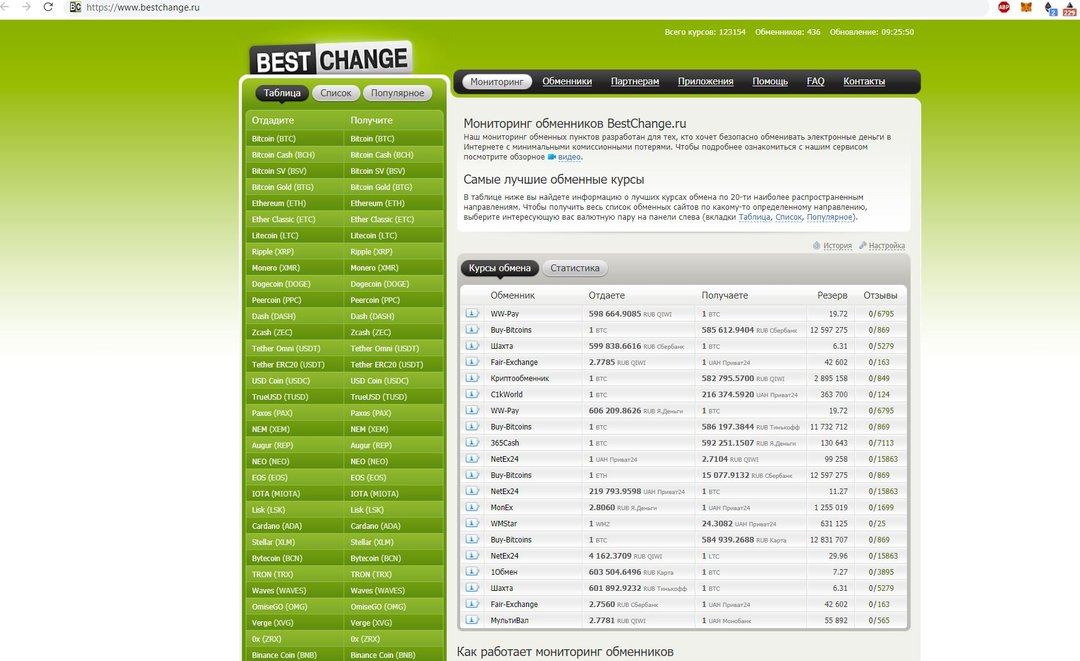 https://www.bestchange.ru
Всего курсов: 123154 Обменников: 436 Обновление: 09:25:50
BEST CHANGE
Мониторинг Обменники Партнерам Приложения Помощь FAQ Контакты
Таблица Список Популярное
Отдадите Получите
Bitcoin (BTC) Bitcoin (BTC)
Bitcoin Cash (BCH) Bitcoin Cash (BCH)
Bitcoin SV (BSV) Bitcoin SV (BSV)
Bitcoin Gold (BTG) Bitcoin Gold (BTG)
Ethereum (ETH) Ethereum (ETH)
Ether Classic (ETC) Ether Classic (ETC)
Litecoin (LTC) Litecoin (LTC)
Ripple (XRP) Ripple (XRP)
Monero (XMR) Monero (XMR)
Dogecoin (DOGE) Dogecoin (DOGE)
Peercoin (PPC) Peercoin (PPC)
Dash (DASH) Dash (DASH)
Zcash (ZEC) Zcash (ZEC)
Tether Omni (USDT) Tether Omni (USDT)
Tether ERC20 (USDT) Tether ERC20 (USDT)
USD Coin (USDC) USD Coin (USDC)
TrueUSD (TUSD) TrueUSD (TUSD)
Paxos (PAX) Paxos (PAX)
NEM (XEM) NEM (XEM)
Augur (REP) Augur (REP)
NEO (NEO) NEO (NEO)
EOS (EOS) EOS (EOS)
IOTA (MIOTA) IOTA (MIOTA)
Lisk (LSK) Lisk (LSK)
Cardano (ADA) Cardano (ADA)
Stellar (XLM) Stellar (XLM)
Bytecoin (BCN) Bytecoin (BCN)
TRON (TRX) TRON (TRX)
Waves (WAVES) Waves (WAVES)
OmiseGO (OMG) OmiseGO (OMG)
Verge (XVG) Verge (XVG)
0x (ZRX) 0x (ZRX)
Binance Coin (BNB) Binance Coin (BNB)
Мониторинг обменников BestChange.ru
Наш мониторинг обменных пунктов разработан для тех, кто хочет безопасно обменивать электронные деньги в
Интернете с минимальными комиссионными потерями. Чтобы подробнее ознакомиться с нашим сервисом
посмотрите обзорное видео.
Самые лучшие обменные курсы
В таблице ниже вы найдете информацию о лучших курсах обмена по 20-ти наиболее распространенным
направлениям. Чтобы получить весь список обменных сайтов по какому-то определенному направлению,
выберите интересующую вас валютную пару на панели слева (вкладки Таблица, Список, Популярное).
История Настройка
Курсы обмена Статистика
Обменник Отдаете Получаете Резерв Отзывы
WW-Pay 598 664.9085 RUB QIWI 1 BTC 19.72 0/6795
Buy-Bitcoins 1 BTC 585 612.9404 RUB Сбербанк 12 597 275 0/869
Шахта 599 838.6616 RUB Сбербанк 1 BTC 6.31 0/5279
Fair-Exchange 2.7785 RUB QIWI 1 UAH Приват24 42 602 0/163
Криптообменник 1 BTC 582 795.5700 RUB QIWI 2 895 158 0/849
C1kWorld 1 BTC 216 374.5920 UAH Приват24 363 700 0/124
WW-Pay 606 209.8626 RUB Я.Деньги 1 BTC 19.72 0/6795
Buy-Bitcoins 1 BTC 586 197.3844 RUB Тинькофф 11 732 712 0/869
365Cash 1 BTC 592 251.1507 RUB Я.Деньги 130 643 0/7113
NetEx24 1 UAH Приват24 2.7104 RUB QIWI 99 258 0/15863
Buy-Bitcoins 1 ETH 15 077.9132 RUB Сбербанк 12 597 275 0/869
NetEx24 219 793.9598 UAH Приват24 1 BTC 11.27 0/15863
MonEx 2.8060 RUB Я.Деньги 1 UAH Приват24 1 255 019 0/1699
WMStar 1 WMZ 24.3082 UAH Приват24 631 125 0/25
Buy-Bitcoins 1 BTC 584 939.2688 RUB Карта 12 831 707 0/869
NetEx24 4 162.3709 RUB QIWI 1 LTC 29.96 0/15863
1Обмен 603 504.6496 RUB Карта 1 BTC 7.27 0/3895
Шахта 601 892.9232 RUB Тинькофф 1 BTC 6.31 0/5279
Fair-Exchange 2.7560 RUB Сбербанк 1 UAH Приват24 42 602 0/163
МультиВал 2.7781 RUB QIWI 1 UAH Монобанк 55 892 0/565
Как работает мониторинг обменников